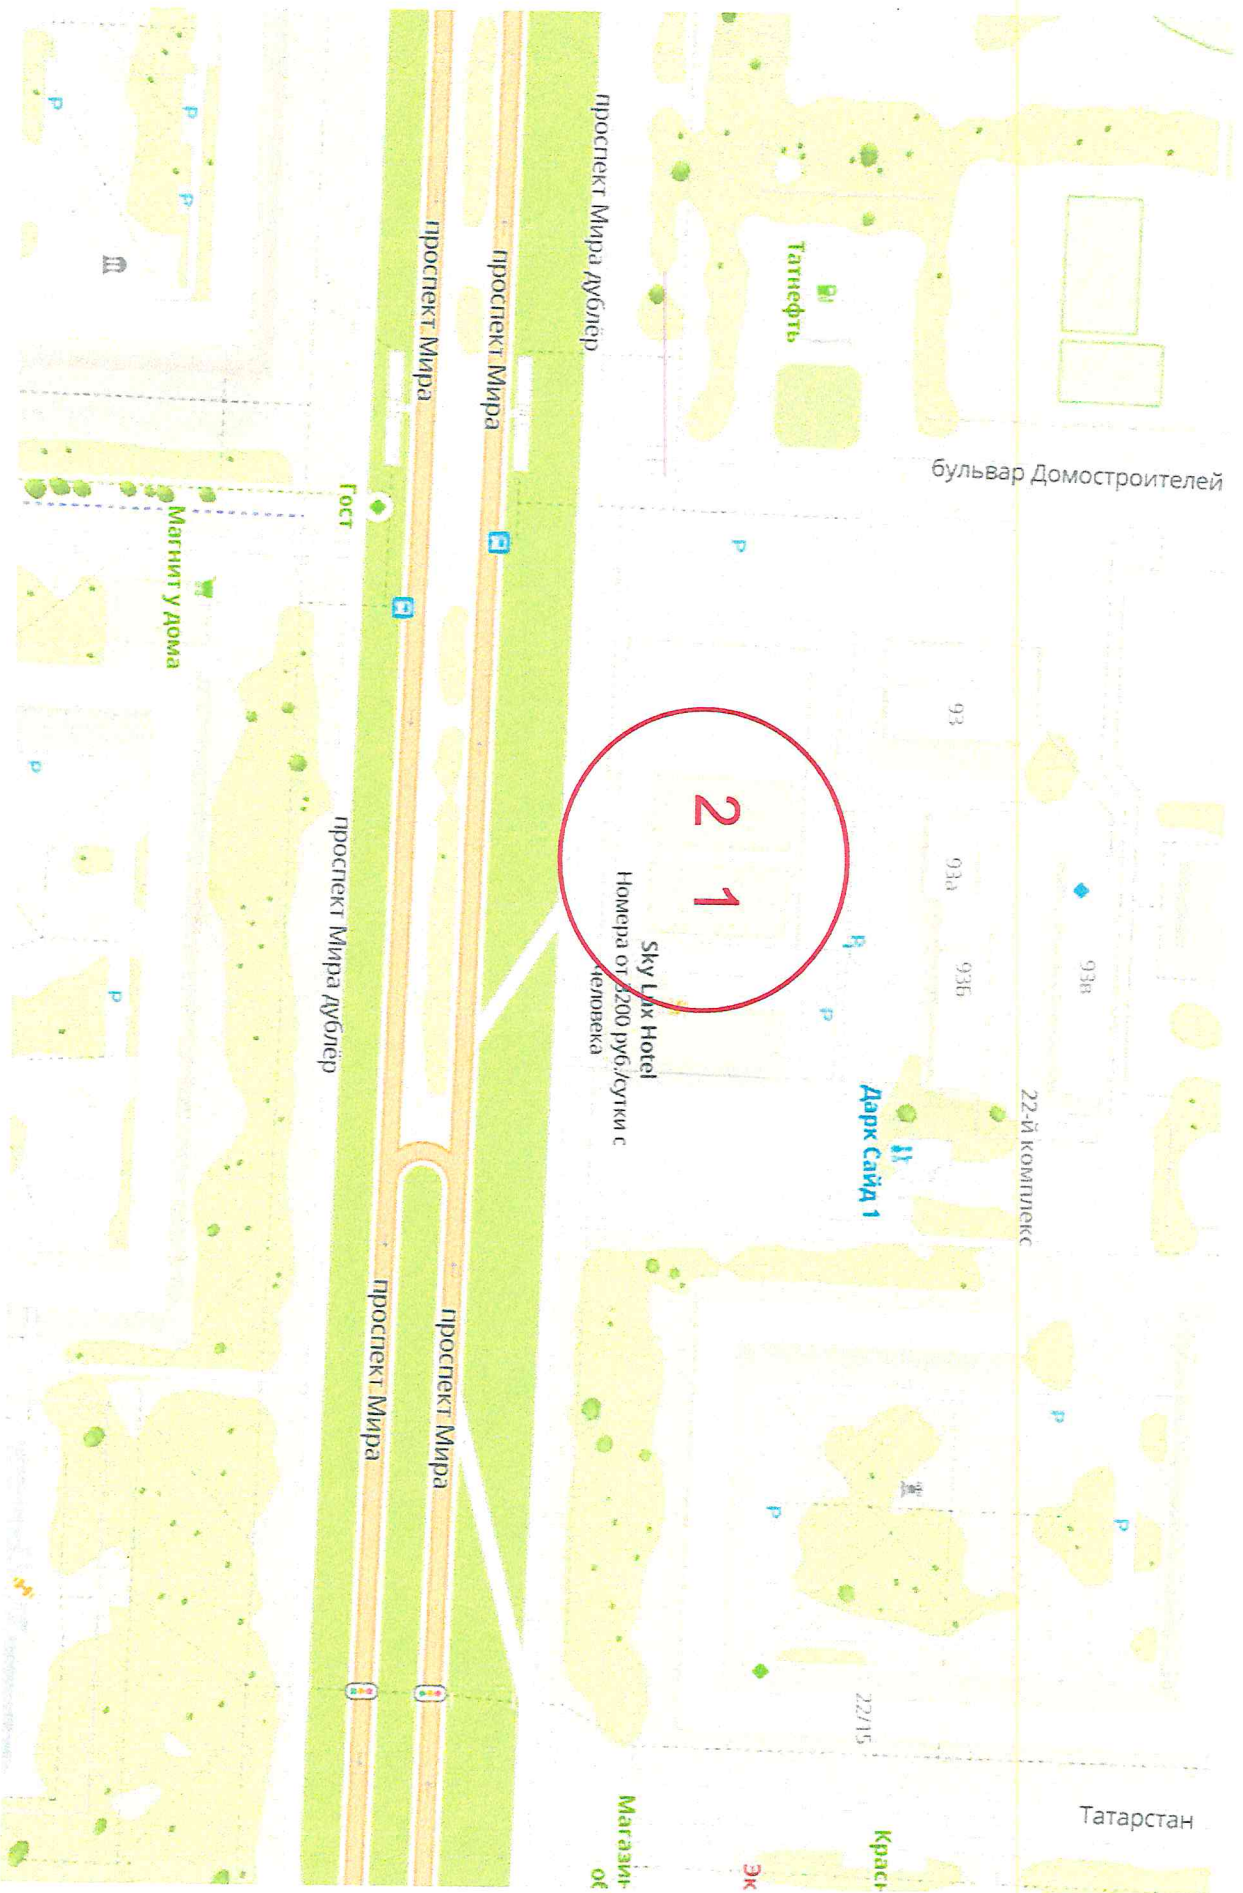 проспект Мира дублёр
проспект Мира
проспект Мира
Татнефть
бульвар Домостроителей
Гост
Магнит у дома
P
P
P
P
93
2 1
93а
93Б
93в
P
P
Sky Lux Hotel
Номера от 3200 руб./сутки с
человека
22-й комплекс
Дарк Сайд 1
проспект Мира дублёр
P
P
проспект Мира
проспект Мира
P
P
P
22/15
Татарстан